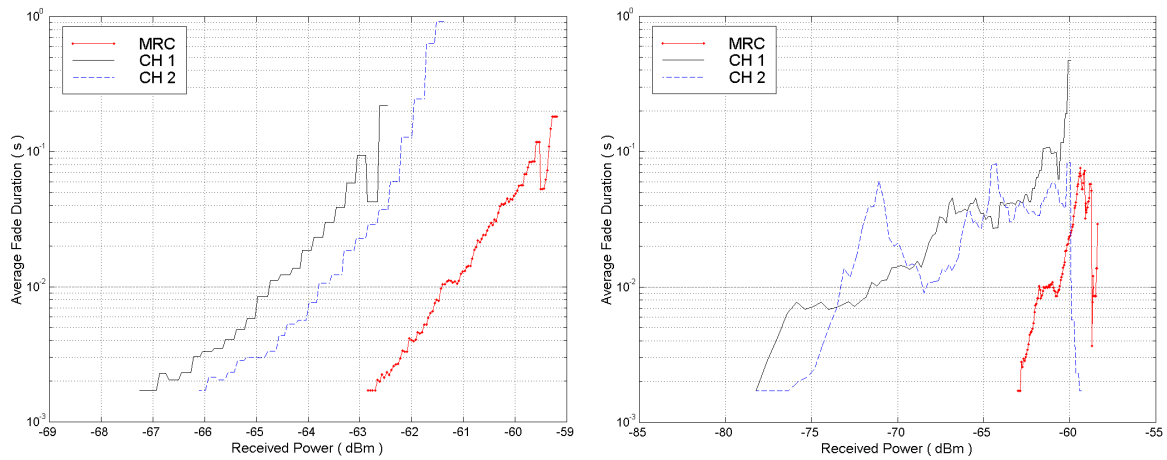 10^0
10^-1
10^-2
10^-3
Average Fade Duration ( s )
MRC
CH 1
CH 2
-69 -68 -67 -66 -65 -64 -63 -62 -61 -60 -59
Received Power ( dBm )
10^0
10^-1
10^-2
10^-3
Average Fade Duration ( s )
MRC
CH 1
CH 2
-85 -80 -75 -70 -65 -60 -55
Received Power ( dBm )